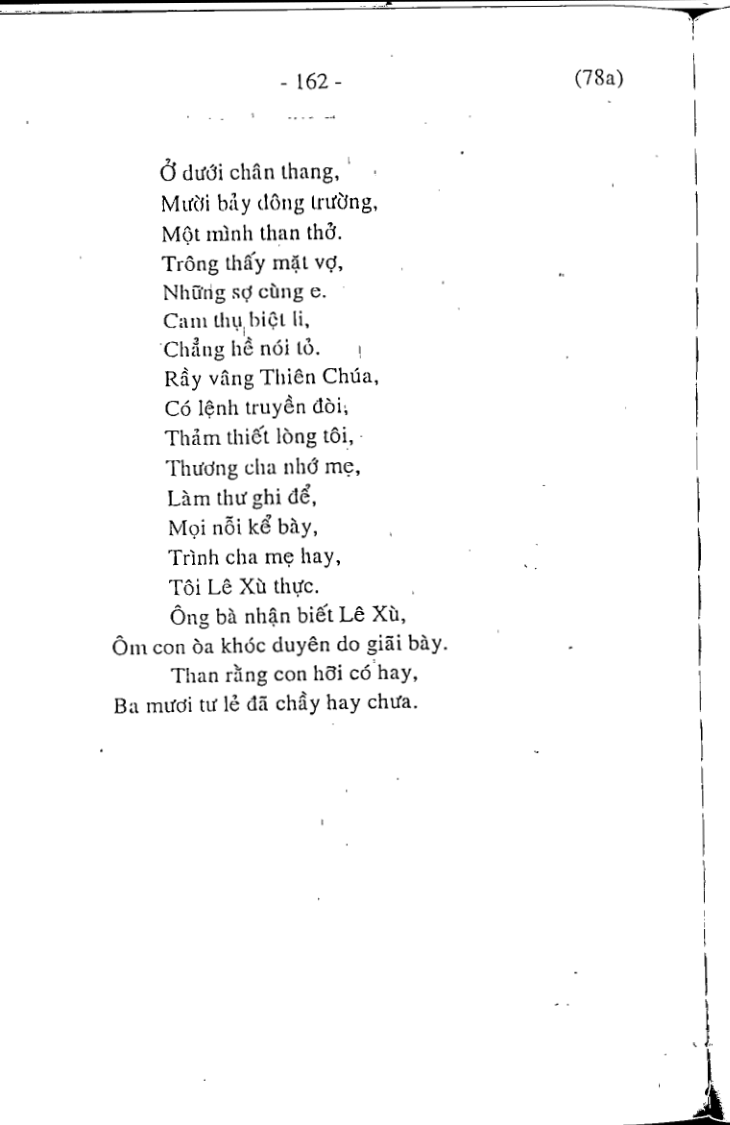 - 162 - (78a)
Ở dưới chân thang,
Mười bảy đông trường,
Một mình than thở.
Trông thấy mặt vợ,
Những sợ cùng e.
Cam thụ biệt li,
Chẳng hề nói tỏ.
Rầy vâng Thiên Chúa,
Có lệnh truyền đòi,
Thảm thiết lòng tôi,
Thương cha nhớ mẹ,
Làm thư ghi để,
Mọi nỗi kể bày,
Trình cha mẹ hay,
Tôi Lê Xù thực.
Ông bà nhận biết Lê Xù,
Ôm con òa khóc duyên do giãi bày.
Than rằng con hỡi có hay,
Ba mươi tư lẻ đã chầy hay chưa.